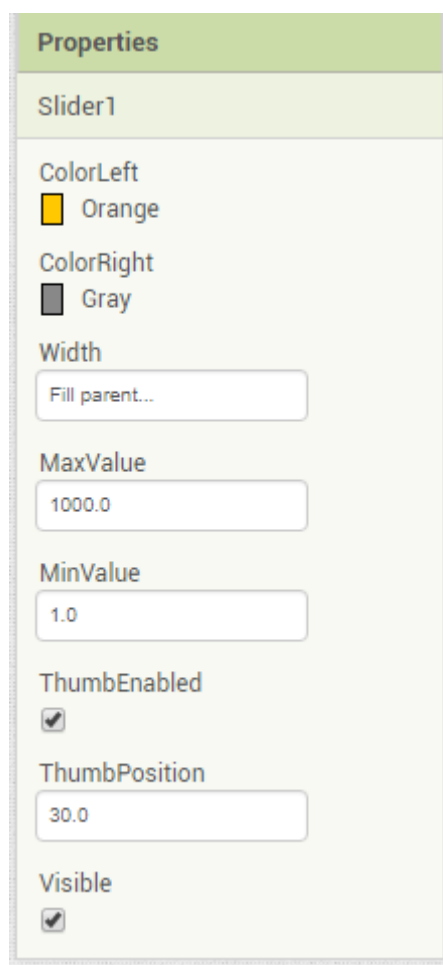 Properties
Slider1
ColorLeft
Orange
ColorRight
Gray
Width
Fill parent...
MaxValue
1000.0
MinValue
1.0
ThumbEnabled
ThumbPosition
30.0
Visible